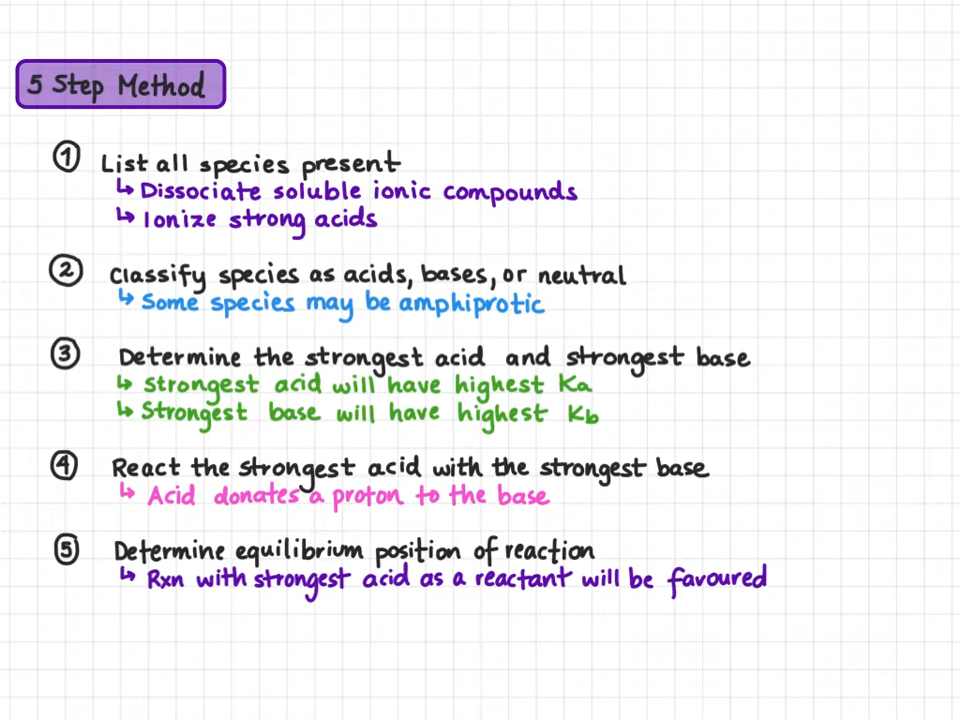 5 Step Method
① List all species present
↳ Dissociate soluble ionic compounds
↳ Ionize strong acids
② Classify species as acids, bases, or neutral
↳ Some species may be amphiprotic
③ Determine the strongest acid and strongest base
↳ Strongest acid will have highest Ka
↳ Strongest base will have highest Kb
④ React the strongest acid with the strongest base
↳ Acid donates a proton to the base
⑤ Determine equilibrium position of reaction
↳ Rxn with strongest acid as a reactant will be favoured